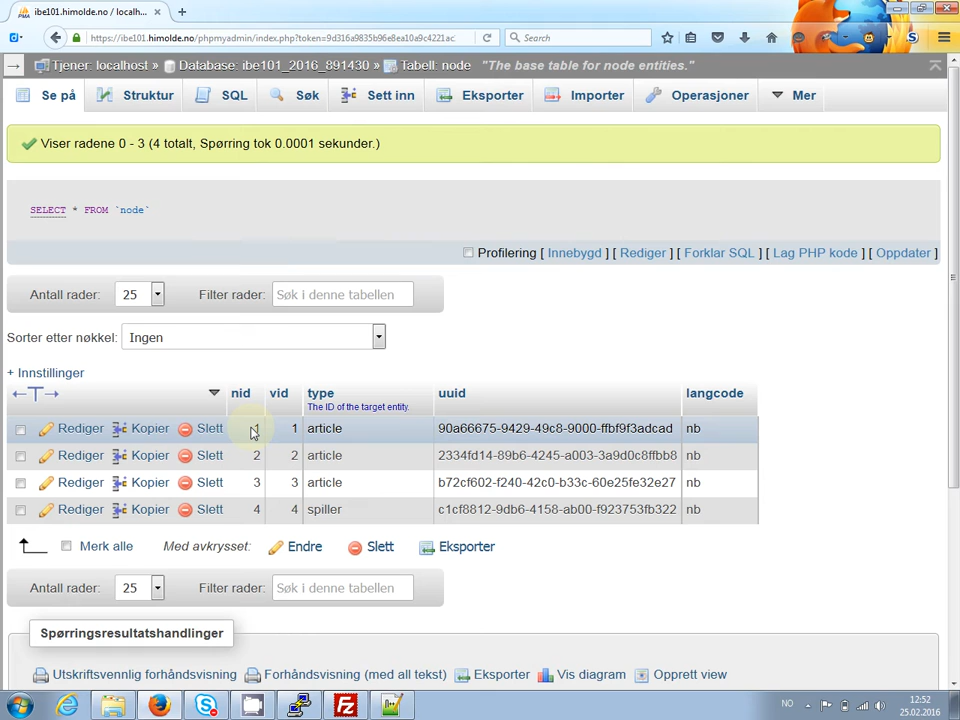 ibe101.himolde.no / localh...
https://ibe101.himolde.no/phpmyadmin/index.php?token=9d316a9835b96e8ea10a9c4221ac
Search
Tjener: localhost » Database: ibe101_2016_891430 » Tabell: node "The base table for node entities."
Se på Struktur SQL Søk Sett inn Eksporter Importer Operasjoner Mer
Viser radene 0 - 3 (4 totalt, Spørring tok 0.0001 sekunder.)
SELECT * FROM `node`
Profilering [ Innebygd ] [ Rediger ] [ Forklar SQL ] [ Lag PHP kode ] [ Oppdater ]
Antall rader: 25 Filter rader: Søk i denne tabellen
Sorter etter nøkkel: Ingen
+ Innstillinger
←T→ nid vid type uuid langcode
The ID of the target entity.
Rediger Kopier Slett 1 1 article 90a66675-9429-49c8-9000-ffbf9f3adcad nb
Rediger Kopier Slett 2 2 article 2334fd14-89b6-4245-a003-3a9d0c8ffbb8 nb
Rediger Kopier Slett 3 3 article b72cf602-f240-42c0-b33c-60e25fe32e27 nb
Rediger Kopier Slett 4 4 spiller c1cf8812-9db6-4158-ab00-f923753fb322 nb
Merk alle Med avkrysset: Endre Slett Eksporter
Antall rader: 25 Filter rader: Søk i denne tabellen
Spørringsresultatshandlinger
Utskriftsvennlig forhåndsvisning Forhåndsvisning (med all tekst) Eksporter Vis diagram Opprett view
NO 12:52
25.02.2016